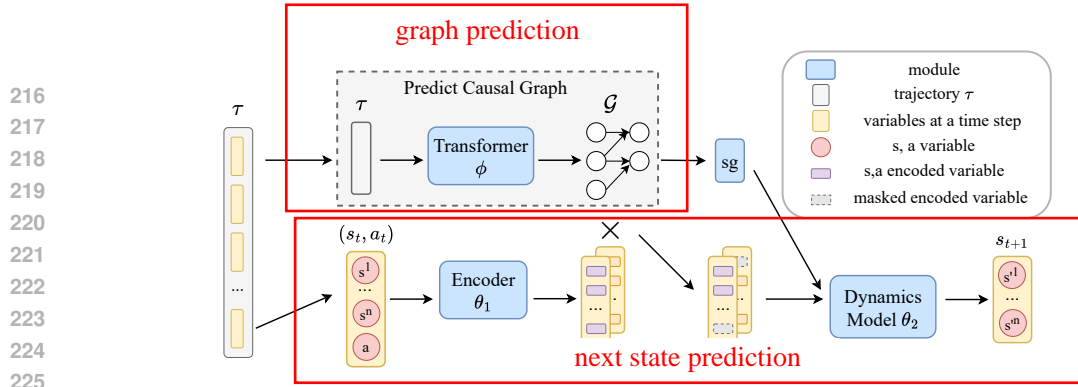 216
217
218
219
220
221
222
223
224
225
graph prediction
Predict Causal Graph
τ
τ
𝒢
Transformer
ϕ
sg
module
trajectory τ
variables at a time step
s, a variable
s,a encoded variable
masked encoded variable
...
(s_t, a_t)
s^1
...
s^n
a
Encoder
θ_1
×
...
.
...
.
Dynamics
Model θ_2
s_{t+1}
s'^1
...
s'^n
next state prediction